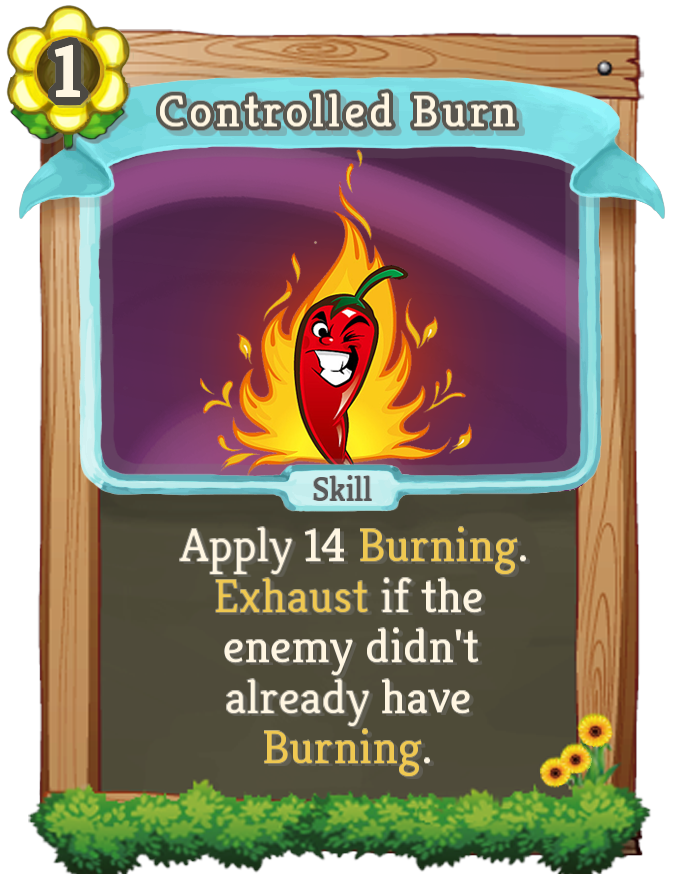 1
Controlled Burn
Skill
Apply 14 Burning.
Exhaust if the
enemy didn't
already have
Burning.